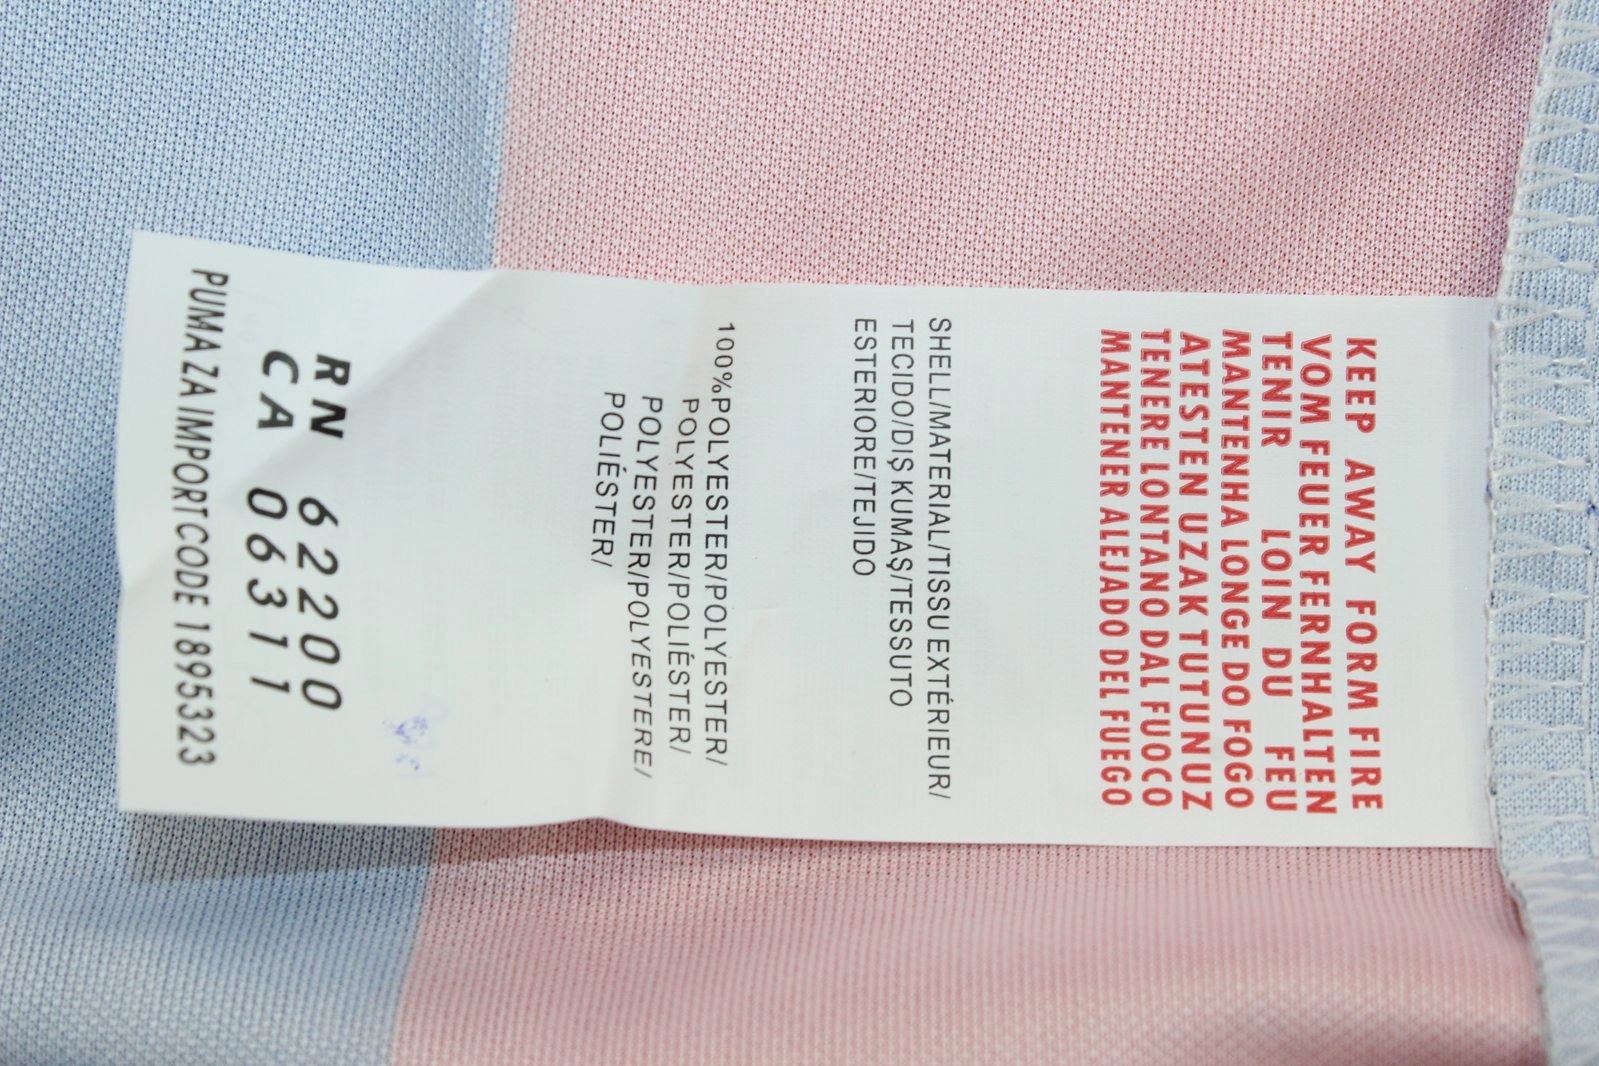 KEEP AWAY FORM FIRE
VOM FEUER FERNHALTEN
TENIR LOIN DU FEU
MANTENHA LONGE DO FOGO
ATESTEN UZAK TUTUNUZ
TENERE LONTANO DAL FUOCO
MANTENER ALEJADO DEL FUEGO
SHELL/MATERIAL/TISSU EXTÉRIEUR/
TECIDO/DIŞ KUMAŞ/TESSUTO
ESTERIORE/TEJIDO
100%POLYESTER/POLYESTER/
POLYESTER/POLIÉSTER/
POLYESTER/POLYESTERE/
POLIÉSTER/
RN 62200
CA 06311
PUMA ZA IMPORT CODE 1895323